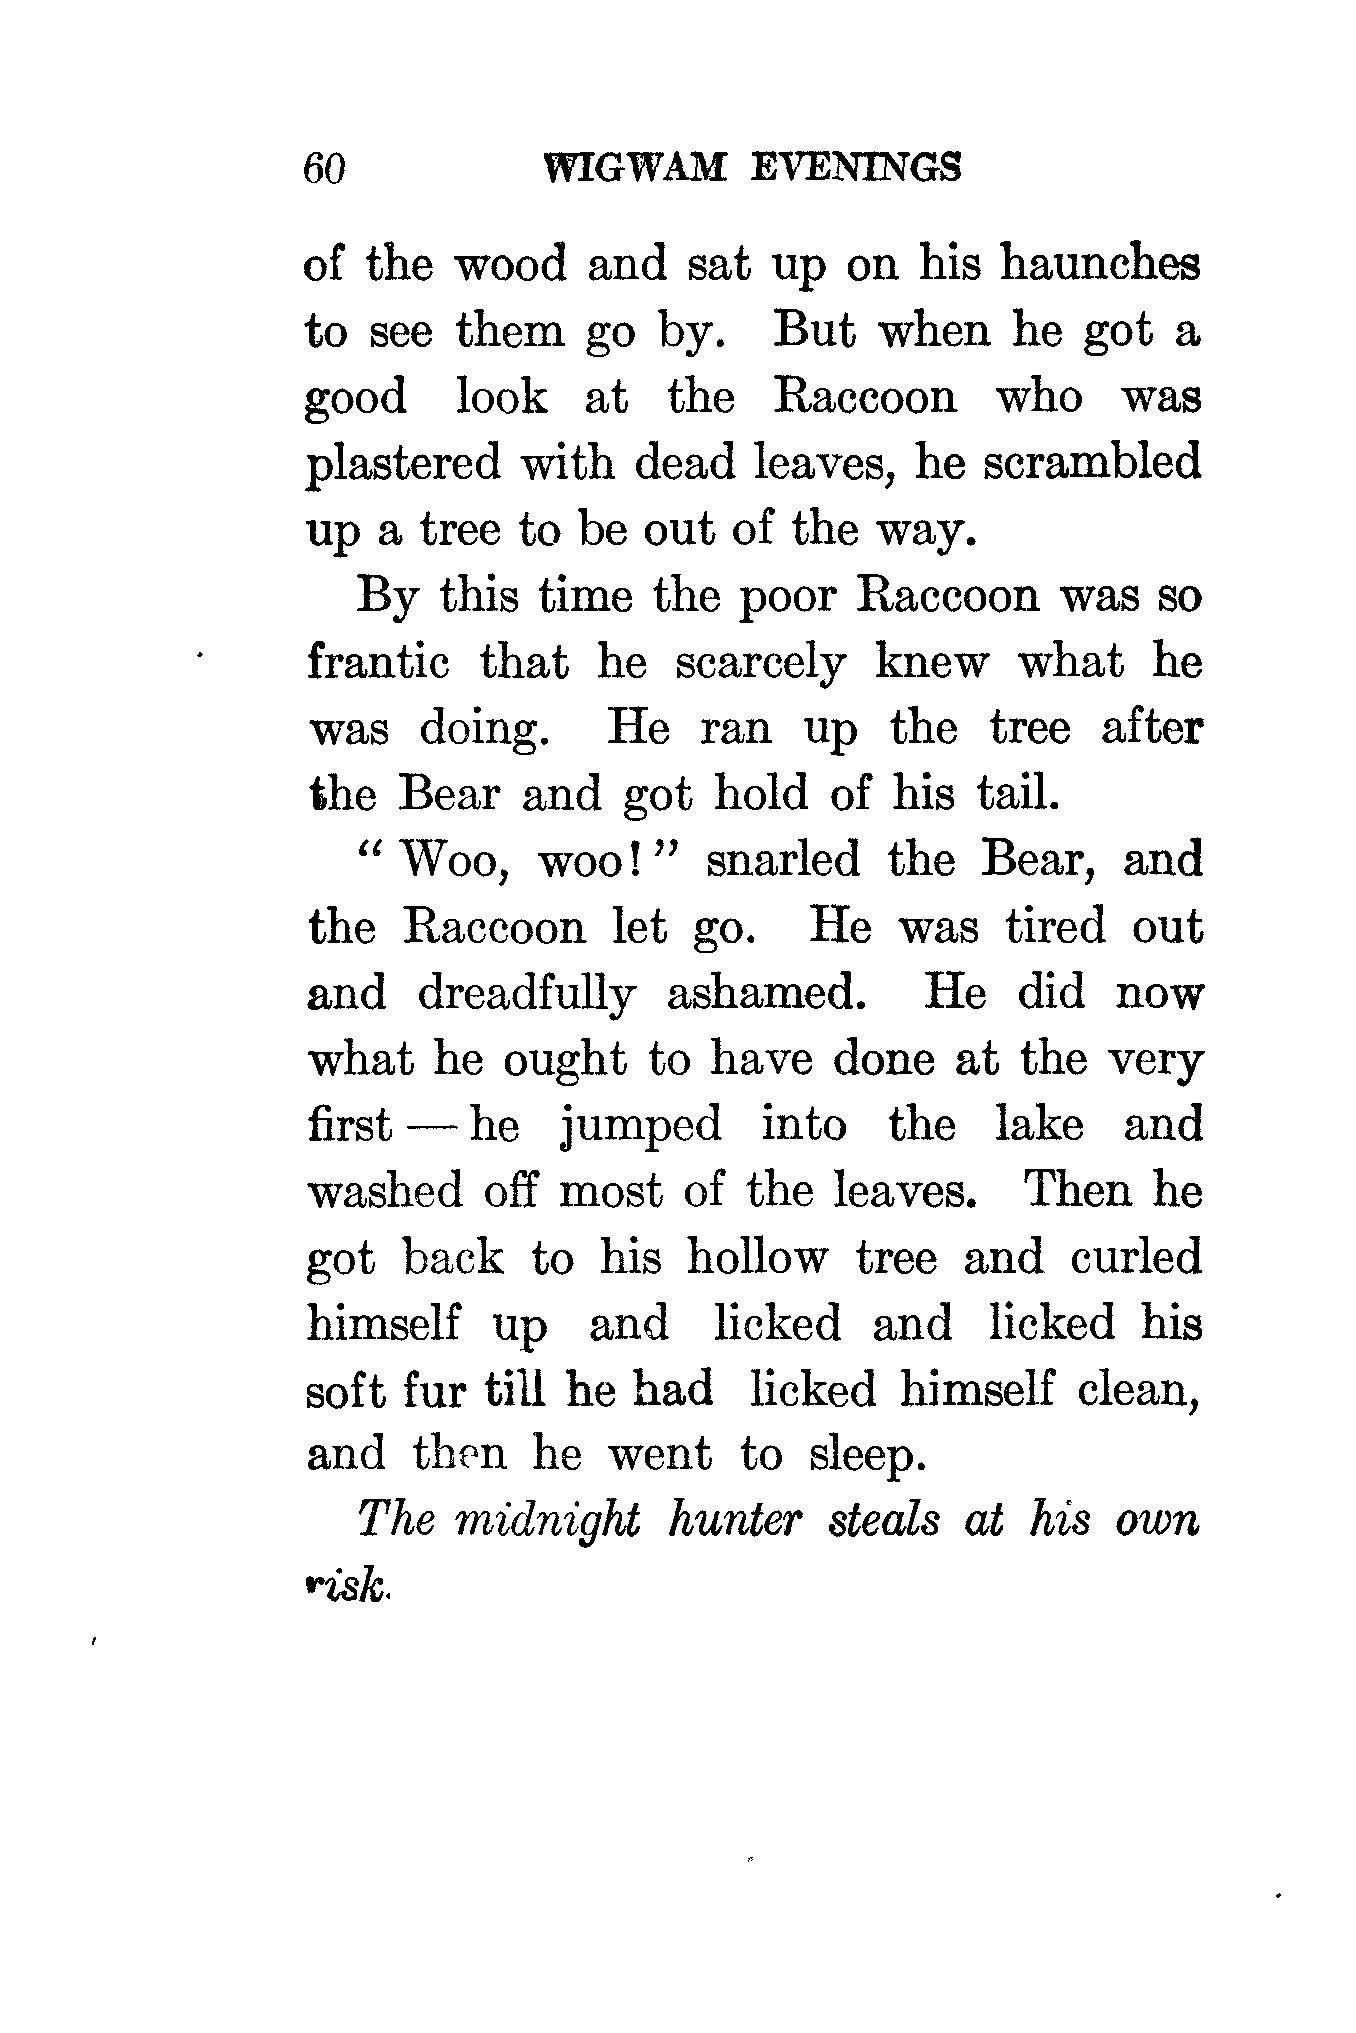 60 WIGWAM EVENINGS
of the wood and sat up on his haunches
to see them go by. But when he got a
good look at the Raccoon who was
plastered with dead leaves, he scrambled
up a tree to be out of the way.
By this time the poor Raccoon was so
frantic that he scarcely knew what he
was doing. He ran up the tree after
the Bear and got hold of his tail.
" Woo, woo! " snarled the Bear, and
the Raccoon let go. He was tired out
and dreadfully ashamed. He did now
what he ought to have done at the very
first — he jumped into the lake and
washed off most of the leaves. Then he
got back to his hollow tree and curled
himself up and licked and licked his
soft fur till he had licked himself clean,
and then he went to sleep.
The midnight hunter steals at his own
risk.